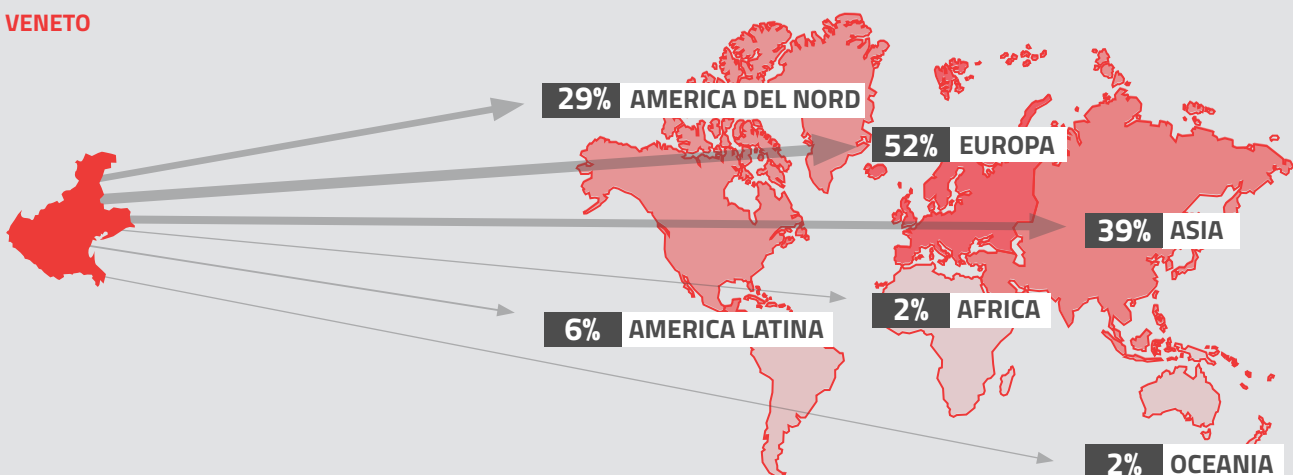 VENETO
29% AMERICA DEL NORD
52% EUROPA
39% ASIA
2% AFRICA
6% AMERICA LATINA
2% OCEANIA